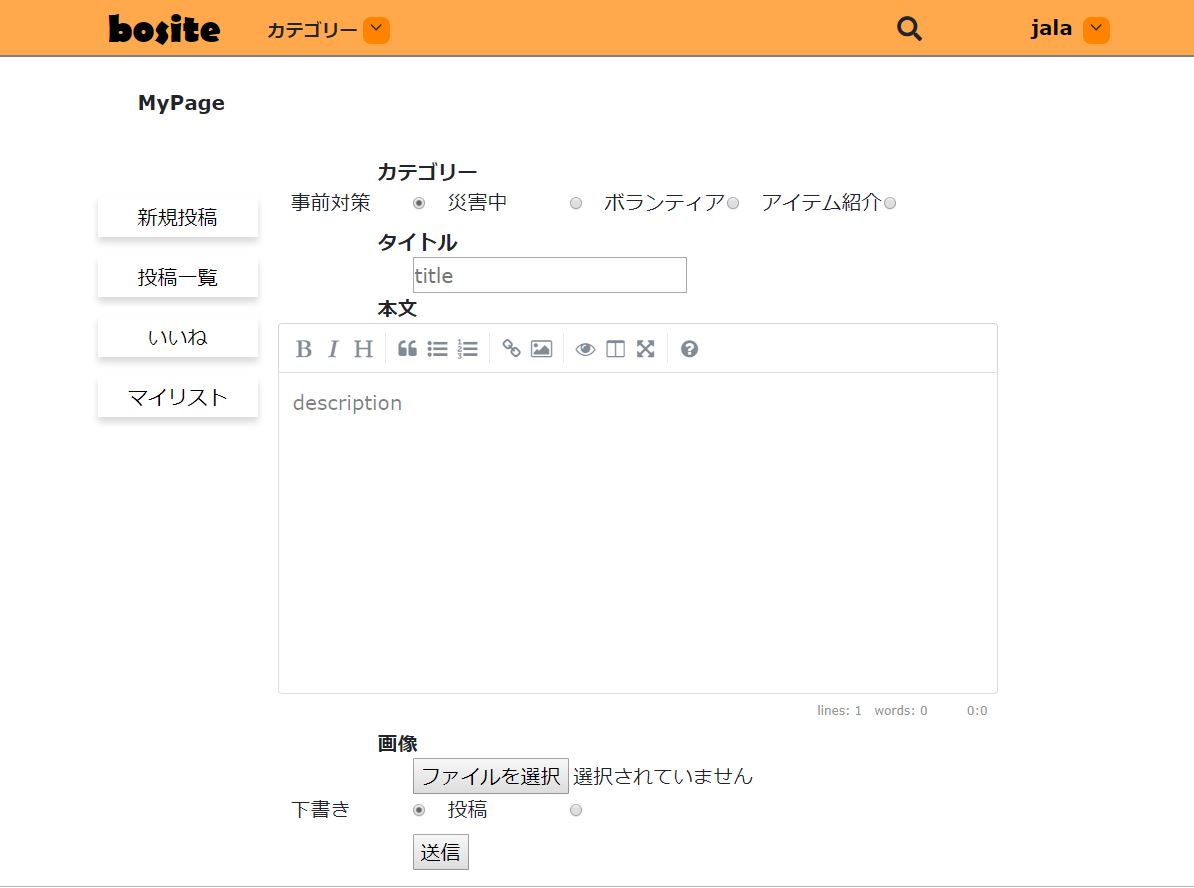 bosite カテゴリー jala
MyPage
新規投稿
投稿一覧
いいね
マイリスト
カテゴリー
事前対策 災害中 ボランティア アイテム紹介
タイトル
title
本文
B I H
description
lines: 1 words: 0 0:0
画像
ファイルを選択 選択されていません
下書き 投稿
送信